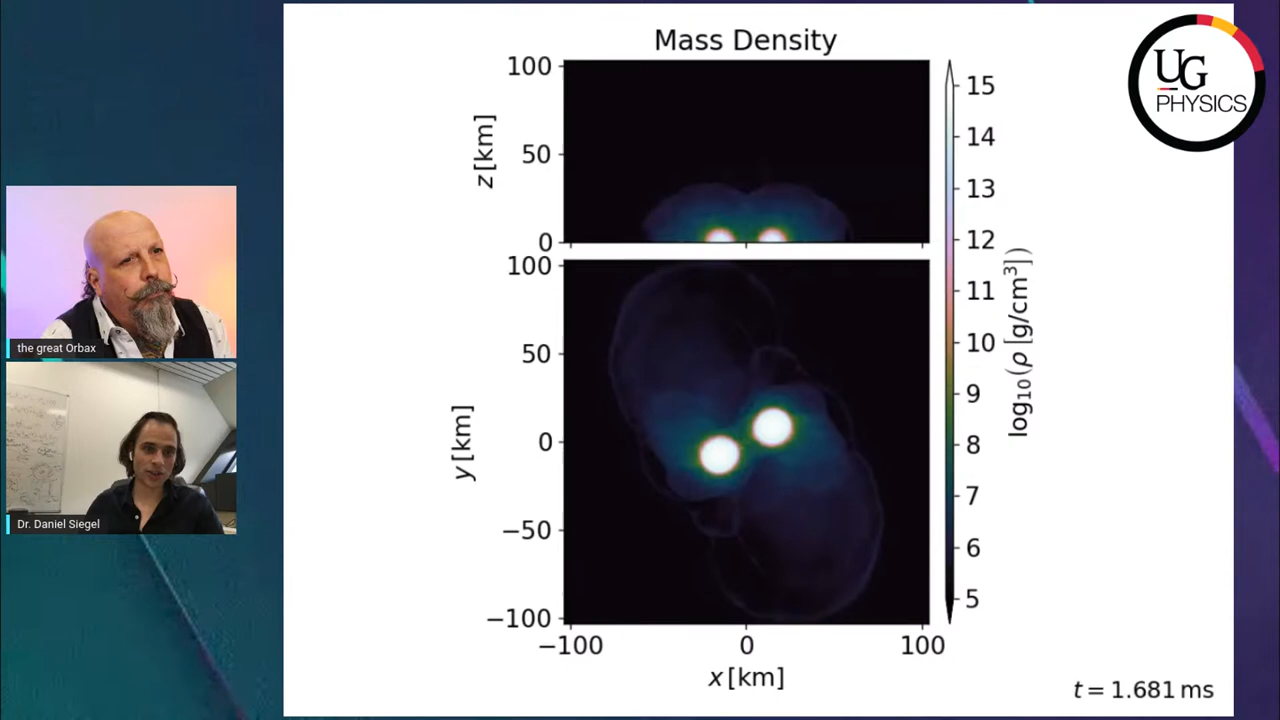 Mass Density
100
50
0
z [km]
100
50
0
−50
−100
y [km]
−100
0
100
x [km]
15
14
13
12
11
10
9
8
7
6
5
log₁₀(ρ [g/cm³])
t = 1.681 ms
UG
PHYSICS
the great Orbax
Dr. Daniel Siegel